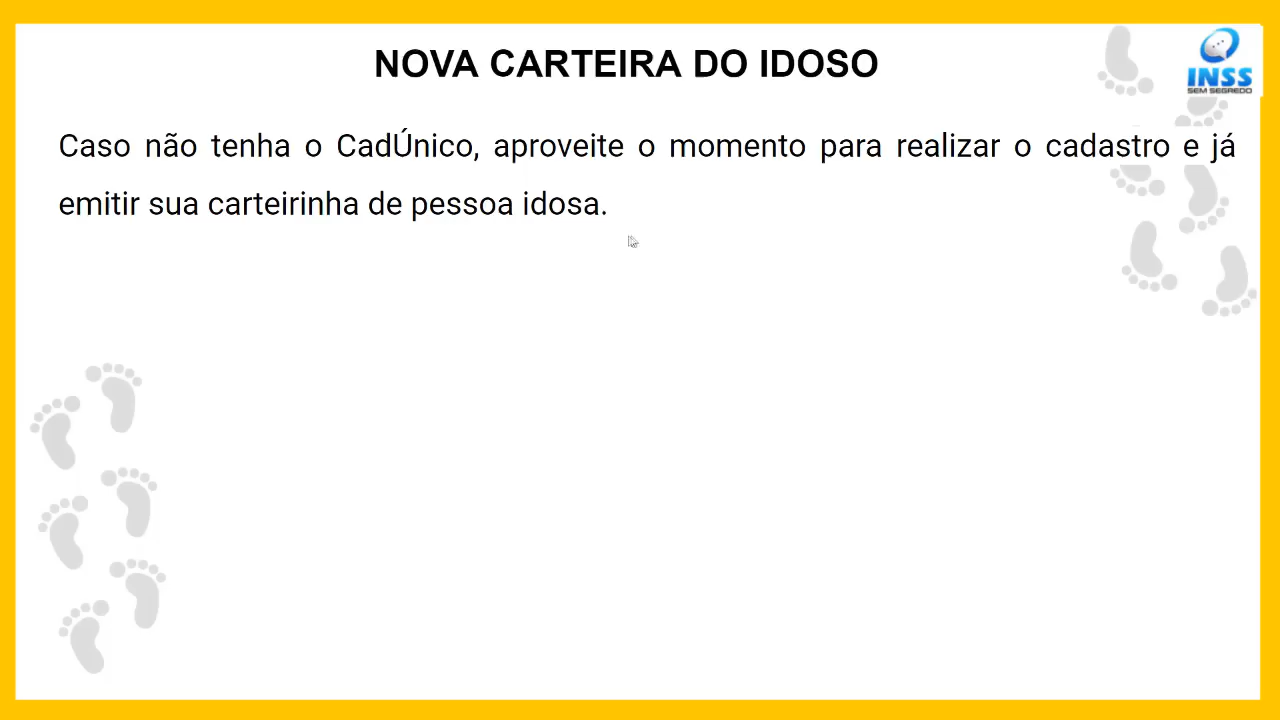 NOVA CARTEIRA DO IDOSO
INSS
SEM SEGREDO
Caso não tenha o CadÚnico, aproveite o momento para realizar o cadastro e já
emitir sua carteirinha de pessoa idosa.